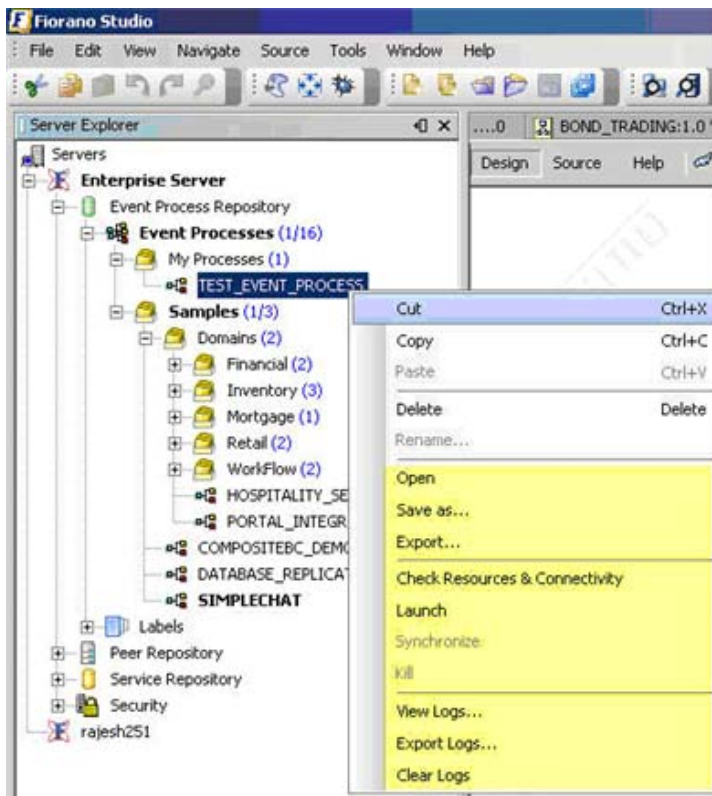 Fiorano Studio
File Edit View Navigate Source Tools Window Help
Server Explorer
....0 BOND_TRADING:1.0
Design Source Help
Servers
Enterprise Server
Event Process Repository
Event Processes (1/16)
My Processes (1)
TEST_EVENT_PROCESS
Samples (1/3)
Domains (2)
Financial (2)
Inventory (3)
Mortgage (1)
Retail (2)
WorkFlow (2)
HOSPITALITY_SE
PORTAL_INTEGR
COMPOSITEBC_DEMO
DATABASE_REPLICAT
SIMPLECHAT
Labels
Peer Repository
Service Repository
Security
rajesh251
Cut Ctrl+X
Copy Ctrl+C
Paste Ctrl+V
Delete Delete
Rename...
Open
Save as...
Export...
Check Resources & Connectivity
Launch
Synchronize
Kill
View Logs...
Export Logs...
Clear Logs